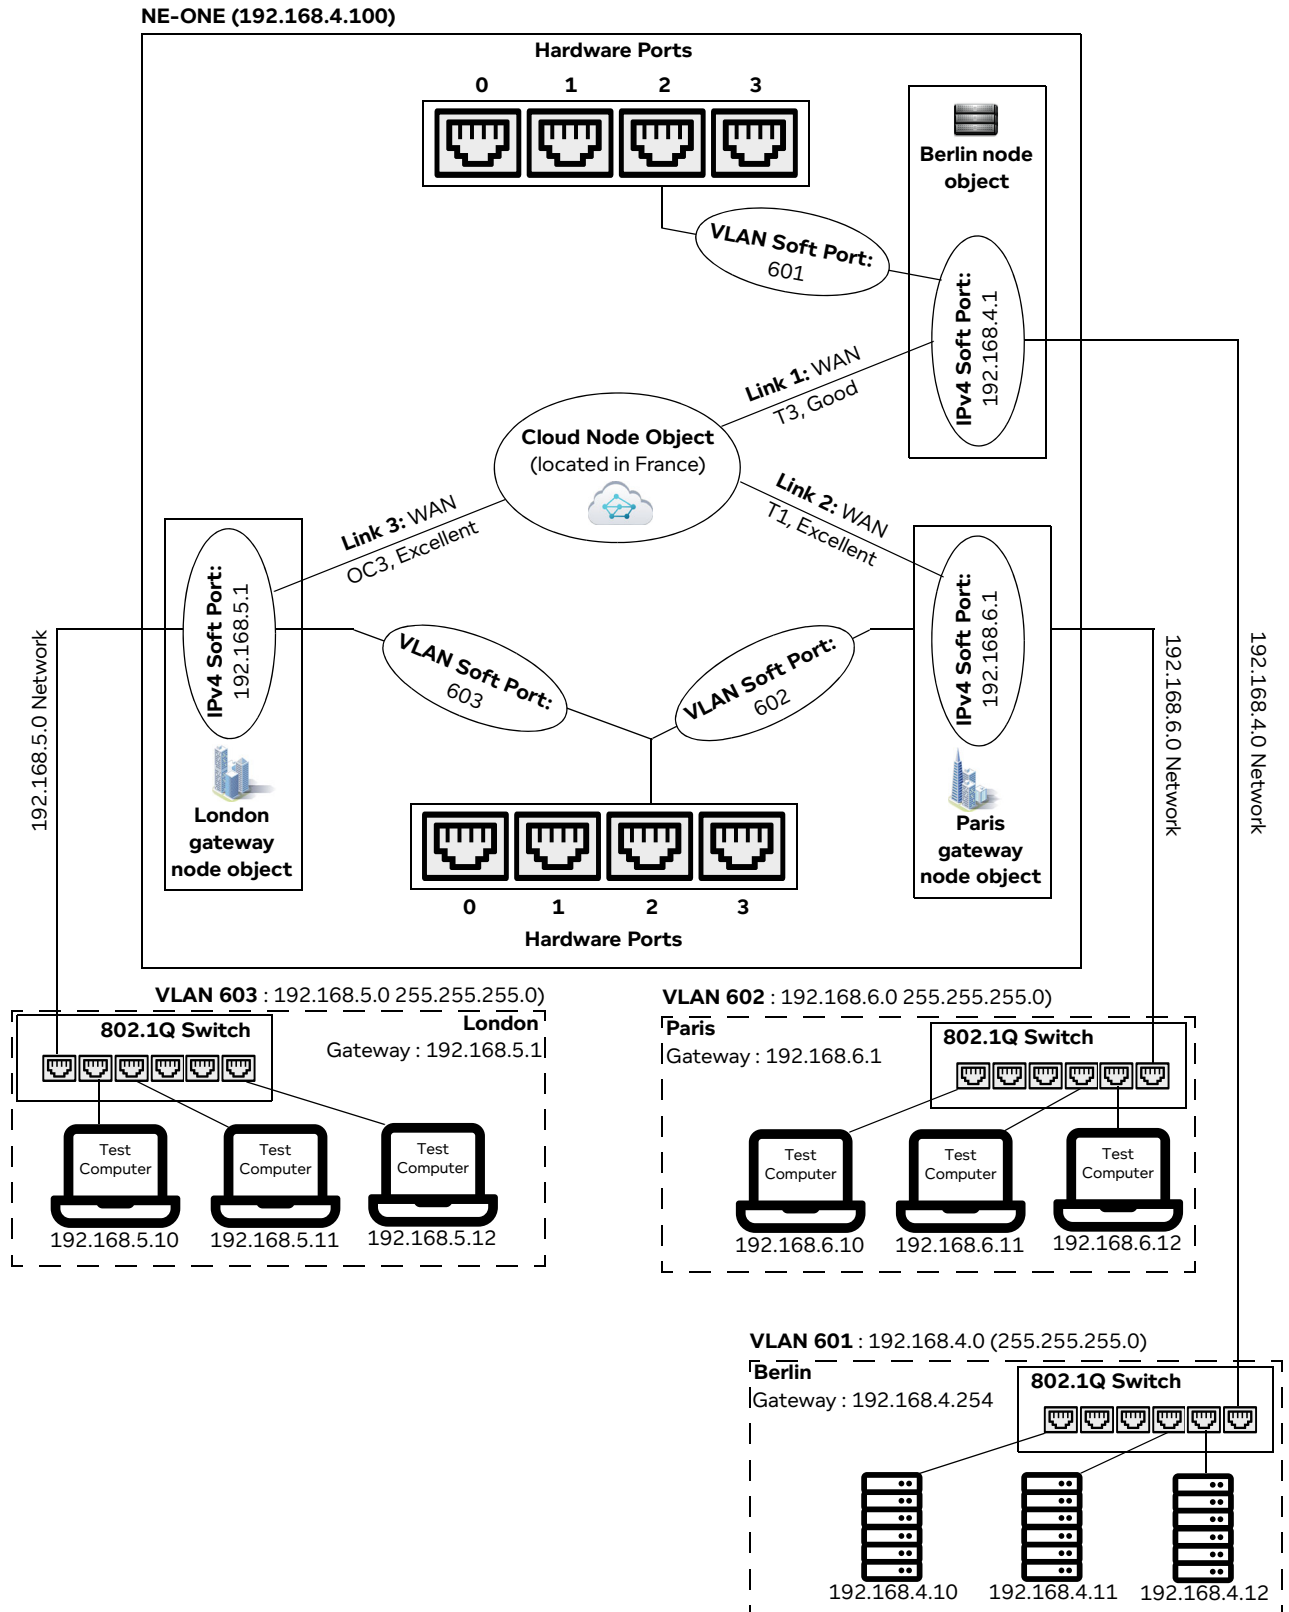 NE-ONE (192.168.4.100)
Hardware Ports
0 1 2 3
Berlin node
object
VLAN Soft Port:
601
IPv4 Soft Port:
192.168.4.1
Link 1: WAN
T3, Good
Cloud Node Object
(located in France)
Link 2: WAN
T1, Excellent
Link 3: WAN
OC3, Excellent
IPv4 Soft Port:
192.168.5.1
IPv4 Soft Port:
192.168.6.1
192.168.5.0 Network
VLAN Soft Port:
603
VLAN Soft Port:
602
192.168.6.0 Network
192.168.4.0 Network
London
gateway
node object
Paris
gateway
node object
0 1 2 3
Hardware Ports
VLAN 603 : 192.168.5.0 255.255.255.0)
802.1Q Switch
London
Gateway : 192.168.5.1
Test
Computer
Test
Computer
Test
Computer
192.168.5.10
192.168.5.11
192.168.5.12
VLAN 602 : 192.168.6.0 255.255.255.0)
Paris
Gateway : 192.168.6.1
802.1Q Switch
Test
Computer
Test
Computer
Test
Computer
192.168.6.10
192.168.6.11
192.168.6.12
VLAN 601 : 192.168.4.0 (255.255.255.0)
Berlin
Gateway : 192.168.4.254
802.1Q Switch
192.168.4.10
192.168.4.11
192.168.4.12